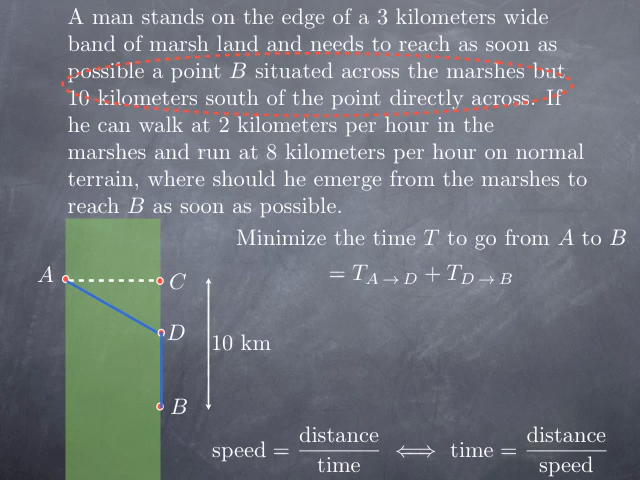 A man stands on the edge of a 3 kilometers wide
band of marsh land and needs to reach as soon as
possible a point B situated across the marshes but
10 kilometers south of the point directly across. If
he can walk at 2 kilometers per hour in the
marshes and run at 8 kilometers per hour on normal
terrain, where should he emerge from the marshes to
reach B as soon as possible.
Minimize the time T to go from A to B
= T_{A→D} + T_{D→B}
A
C
D
10 km
B
speed = distance/time ⟺ time = distance/speed